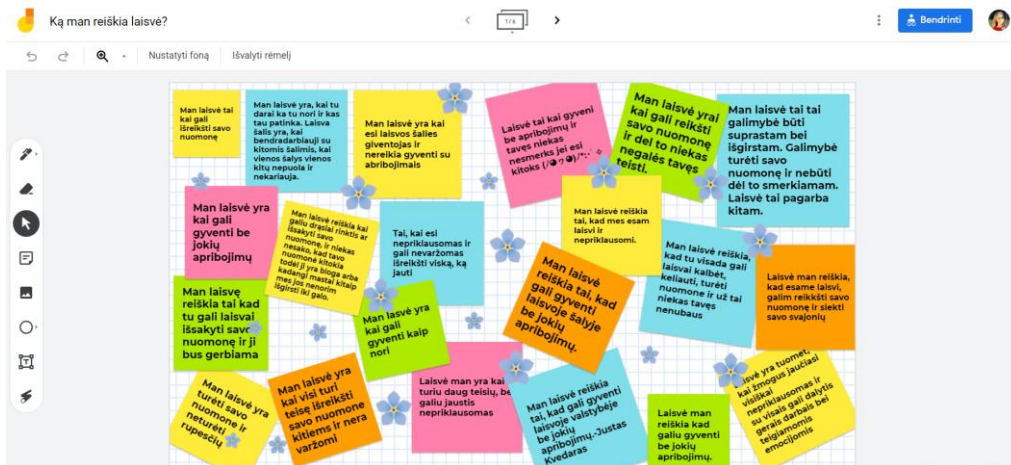 Ką man reiškia laisvė?
1/6
Bendrinti
Nustatyti foną
Išvalyti rėmelį
Man laisvė tai
kai gali
išreikšti savo
nuomonę
Man laisvė yra, kai tu
darai ka tu nori ir kas
tau patinka. Laisva
šalis yra, kai
bendradarbiauji su
kitomis šalimis, kai
vienos šalys vienos
kitų nepuola ir
nekariauja.
Man laisvė yra kai
esi laisvos šalies
giventojas ir
nereikia gyventi su
abribojimais
Laisvė tai kai gyveni
be apribojimų ir
tavęs niekas
nesmerks jei esi
kitoks
Man laisvė yrai
kai gali reikšti
savo nuomonę
ir dėl to niekas
negalės tavęs
teisti.
Man laisvė tai tai
galimybė būti
suprastam bei
išgirstam. Galimybė
turėti savo
nuomonę ir nebūti
dėl to smerkiamam.
Laisvė tai pagarba
kitam.
Man laisvė yra
kai gali
gyventi be
jokių
apribojimų
Man laisvė reiškia kai
galiu drąsiai rinktis ar
išsakyti savo
nuomonę, ir niekas
nesako, kad tavo
nuomonė kitokia
todėl ji yra bloga arba
kadangi mastai kitaip
mes jos nenorim
išgirsti iki galo.
Tai, kai esi
nepriklausomas ir
gali nevaržomas
išreikšti viską, ką
jauti
Man laisvė reiškia
tai, kad mes esam
laisvi ir
nepriklausomi.
Man laisvė reiškia,
kad tu visada gali
laisvai kalbėt,
keliauti, turėti
nuomone ir už tai
niekas tavęs
nenubaus
Laisvė man reiškia,
kad esame laisvi,
galim reikkšti savo
nuomonę ir siekti
savo svajonių
Man laisvę
reiškia tai kad
tu gali laisvai
išsakyti savo
nuomonę ir ji
bus gerbiama
Man lasvė yra
kai gali
gyventi kaip
nori
Man laisvė
reiškia tai, kad
gali gyventi
laisvoje šalyje
be jokių
apribojimų.
Man laisvė yra
turėti savo
nuomonę ir
neturėti
rupesčių
Man laisvė yra
kai visi turi
teisę išreikšti
savo nuomone
kitiems ir nera
varžomi
Laisvė man yra kai
turiu daug teisių, be
galiu jaustis
nepriklausomas
Man laisvė reiškia
tai, kad gali gyventi
laisvoje valstybėje
be jokių
apribojimų.-Justas
Kvedaras
Laisvė man
reiškia kad
galiu gyventi
be jokių
apribojimų.
yra tuomet,
kai žmogus jaučiasi
visiškai
nepriklausomas ir
su visais gali dalytis
gerais darbais bei
teigiamomis
emocijomis